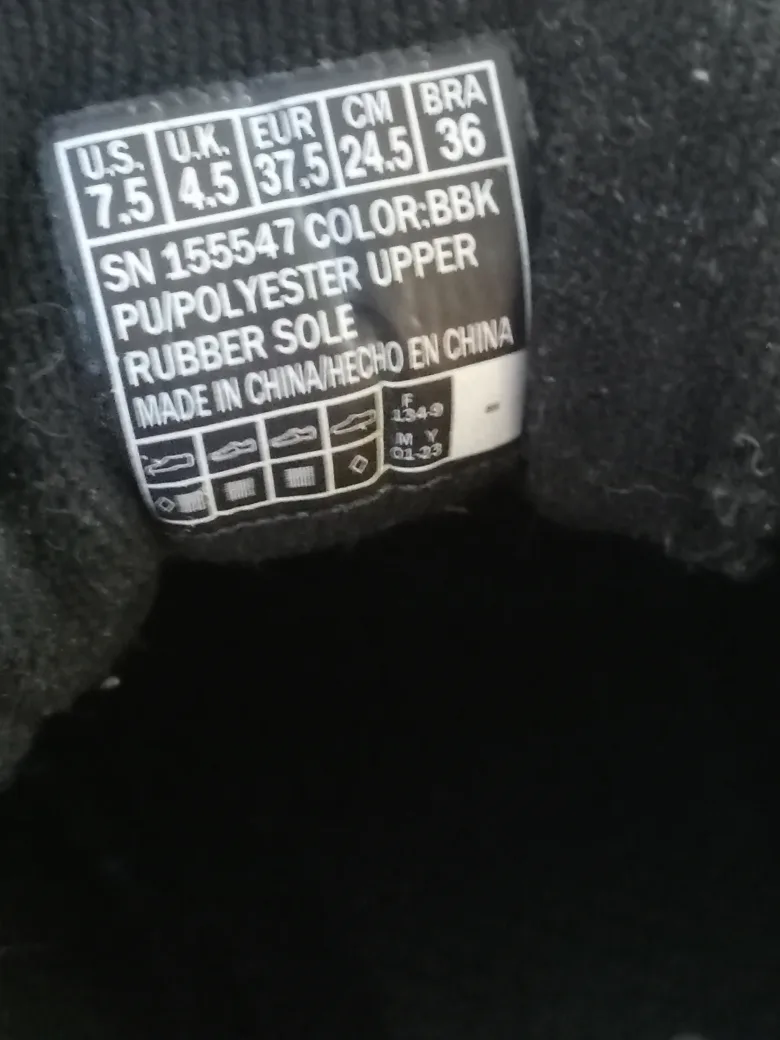 U.S. U.K. EUR CM BRA
7.5 4.5 37.5 24.5 36
SN 155547 COLOR:BBK
PU/POLYESTER UPPER
RUBBER SOLE
MADE IN CHINA/HECHO EN CHINA
F
134-9
M Y
01-23